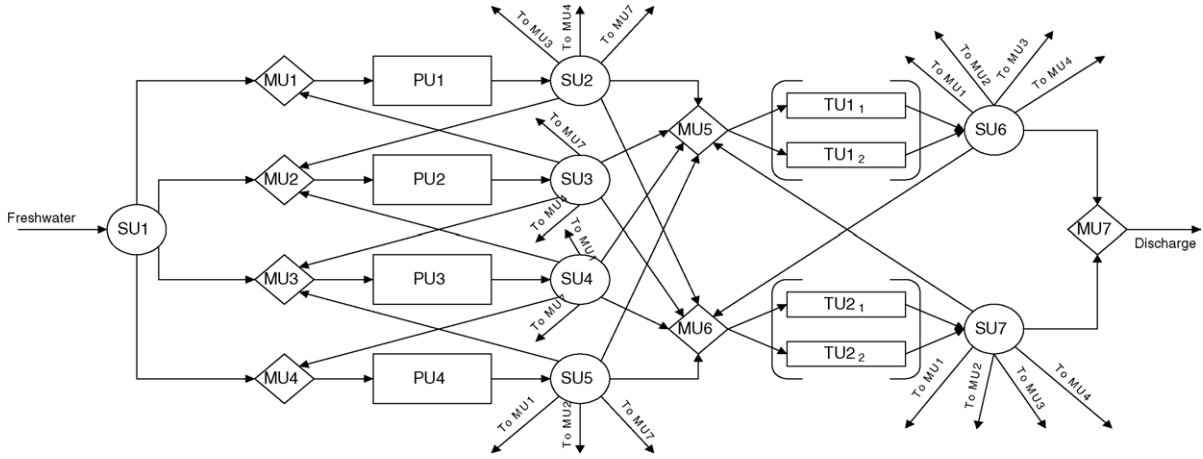 Freshwater
SU1
MU1
PU1
SU2
To MU3
To MU4
To MU7
MU2
PU2
SU3
To MU7
To MU4
MU3
PU3
SU4
To MU1
To MU7
MU4
PU4
SU5
To MU1
To MU2
To MU7
MU5
TU1 1
TU1 2
SU6
To MU1
To MU2
To MU3
To MU4
MU6
TU2 1
TU2 2
SU7
To MU1
To MU2
To MU3
To MU4
MU7
Discharge